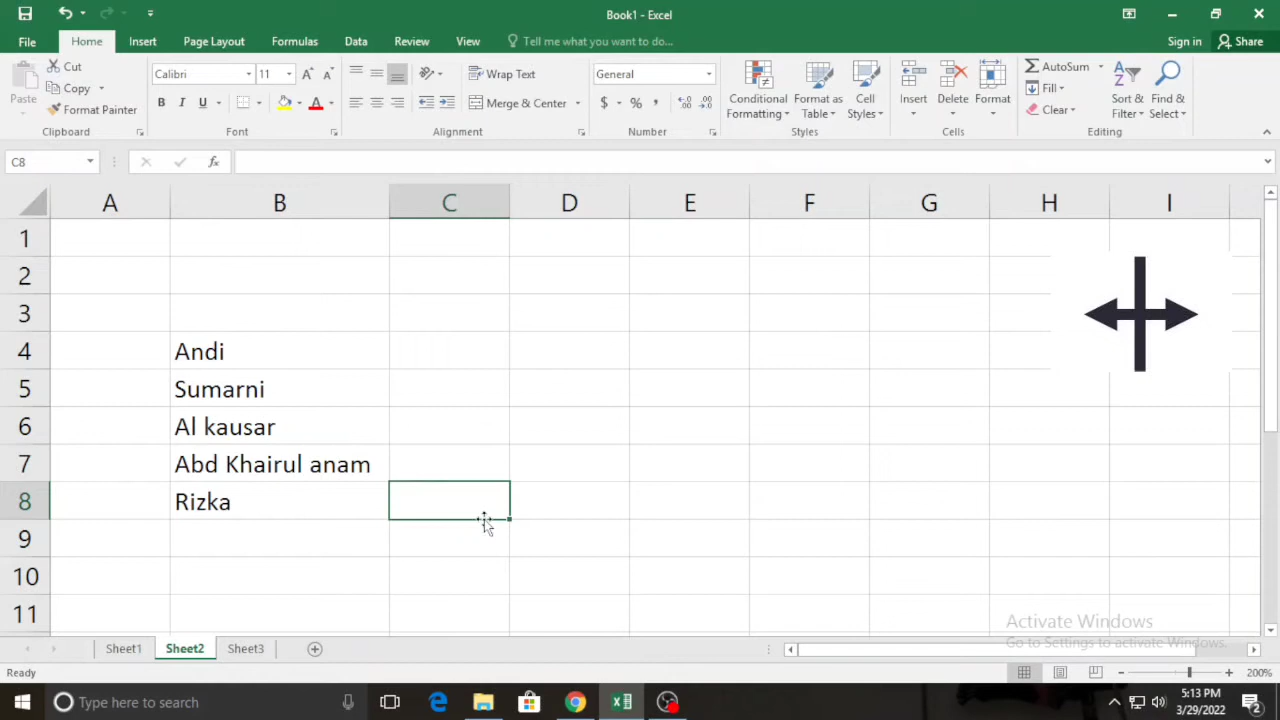 Book1 - Excel
File Home Insert Page Layout Formulas Data Review View Tell me what you want to do... Sign in Share
Cut
Copy
Format Painter
Paste
Clipboard
Calibri 11
B I U
Font
Wrap Text
Merge & Center
Alignment
General
$ % ,
Number
Conditional Formatting
Format as Table
Cell Styles
Styles
Insert Delete Format
Cells
AutoSum
Fill
Clear
Sort & Filter
Find & Select
Editing
C8 fx
A B C D E F G H I
1
2
3
4 Andi
5 Sumarni
6 Al kausar
7 Abd Khairul anam
8 Rizka
9
10
11
Activate Windows
Go to Settings to activate Windows.
Sheet1 Sheet2 Sheet3
Ready 200%
Type here to search
5:13 PM
3/29/2022
2